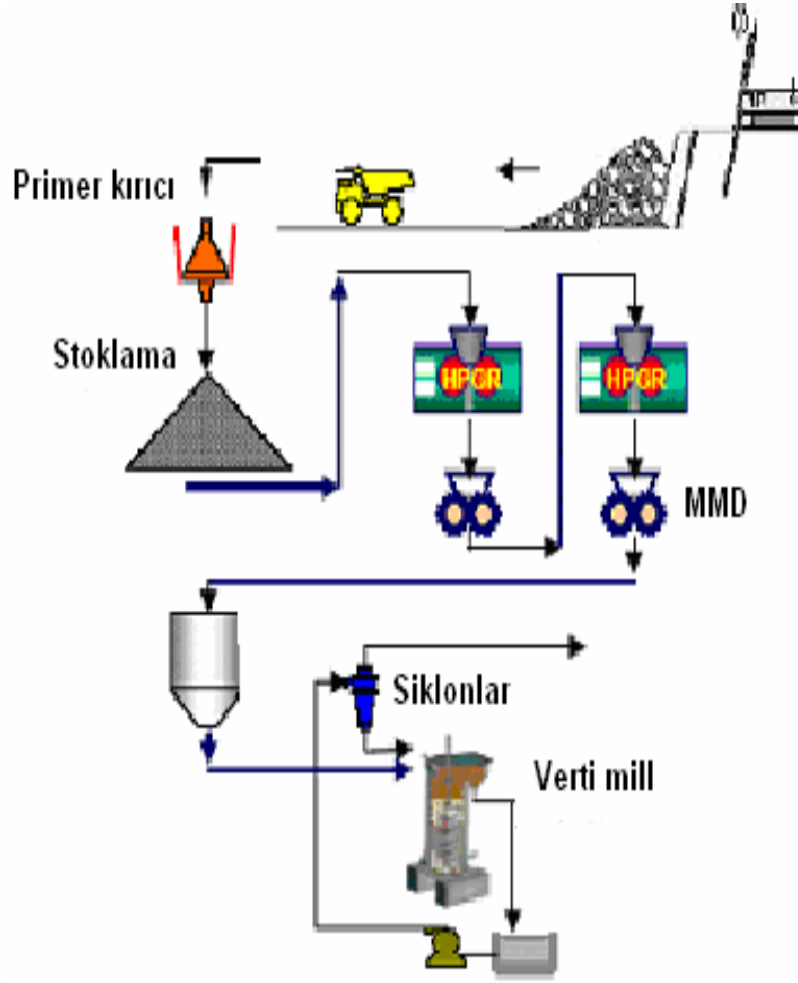 Primer kırıcı
Stoklama
HPGR
HPGR
MMD
Siklonlar
Verti mill